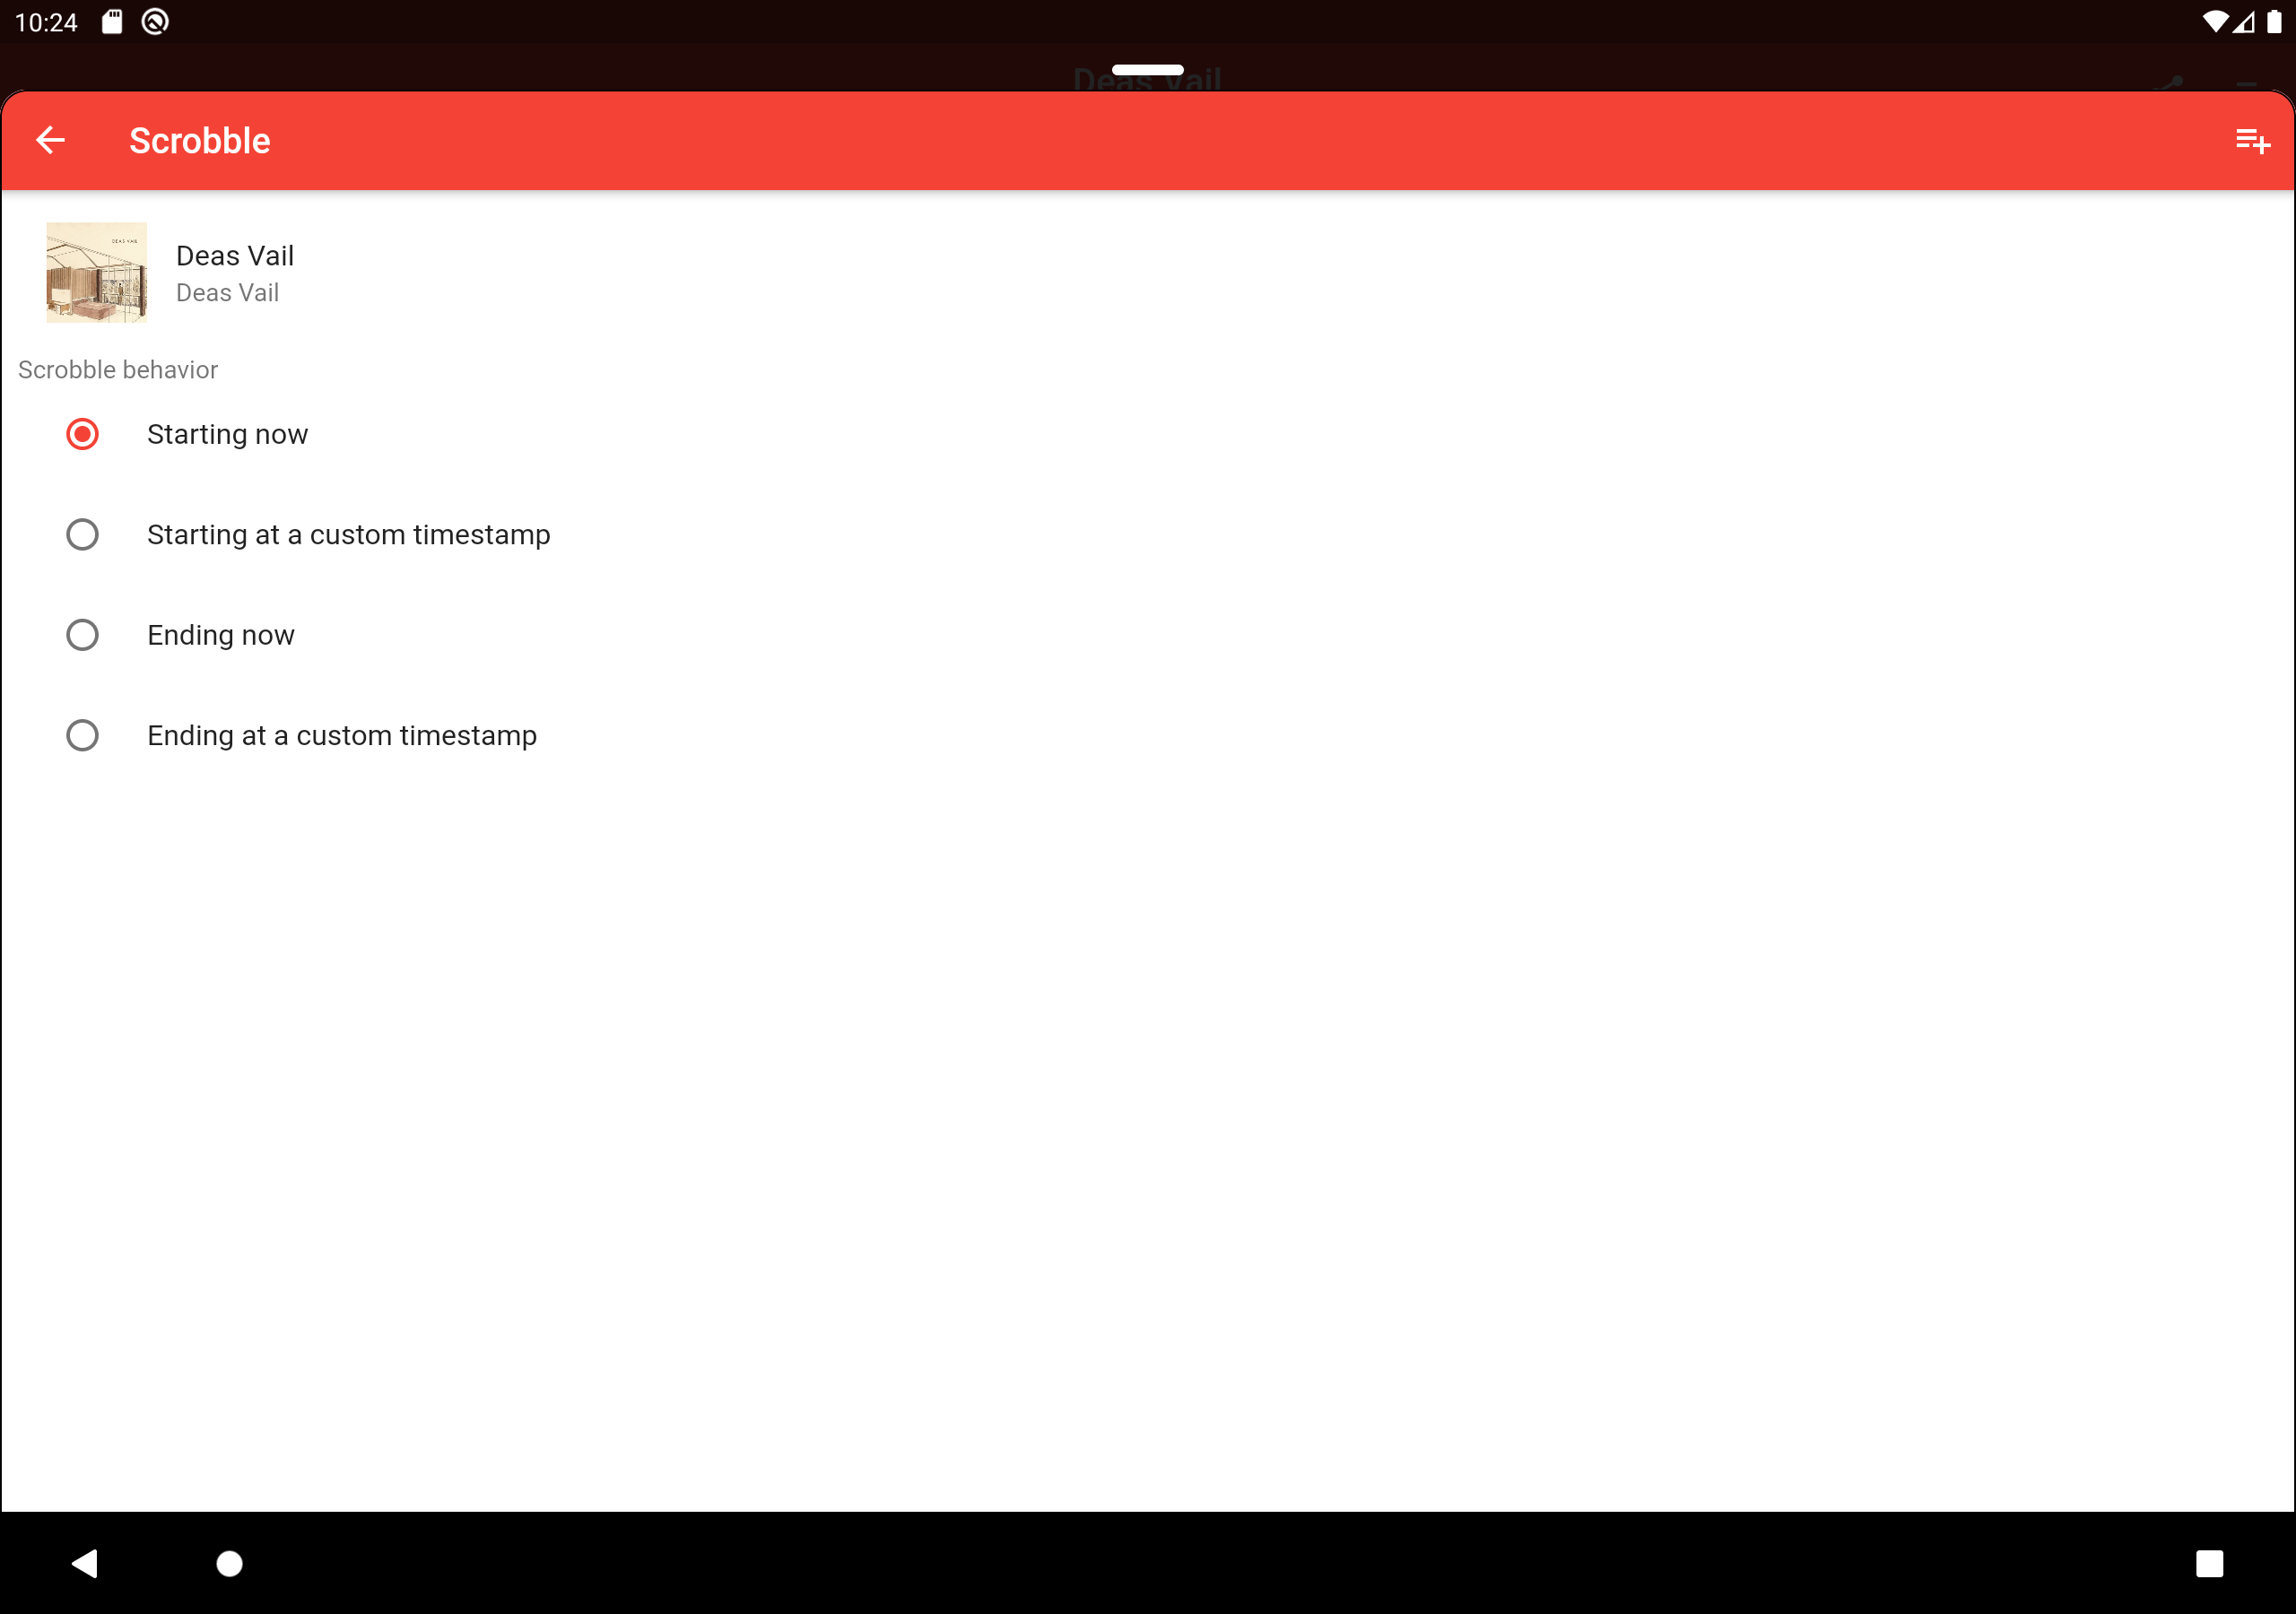 10:24
Deas Vail
Scrobble
DEAS VAIL
Deas Vail
Deas Vail
Scrobble behavior
Starting now
Starting at a custom timestamp
Ending now
Ending at a custom timestamp